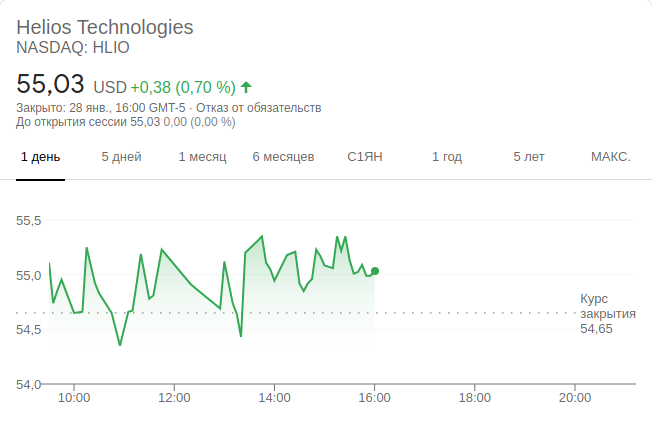 Helios Technologies
NASDAQ: HLIO
55,03 USD +0,38 (0,70 %)
Закрыто: 28 янв., 16:00 GMT-5 · Отказ от обязательств
До открытия сессии 55,03 0,00 (0,00 %)
1 день 5 дней 1 месяц 6 месяцев С1ЯН 1 год 5 лет МАКС.
55,5
55,0
Курс
закрытия
54,65
54,5
54,0
10:00 12:00 14:00 16:00 18:00 20:00